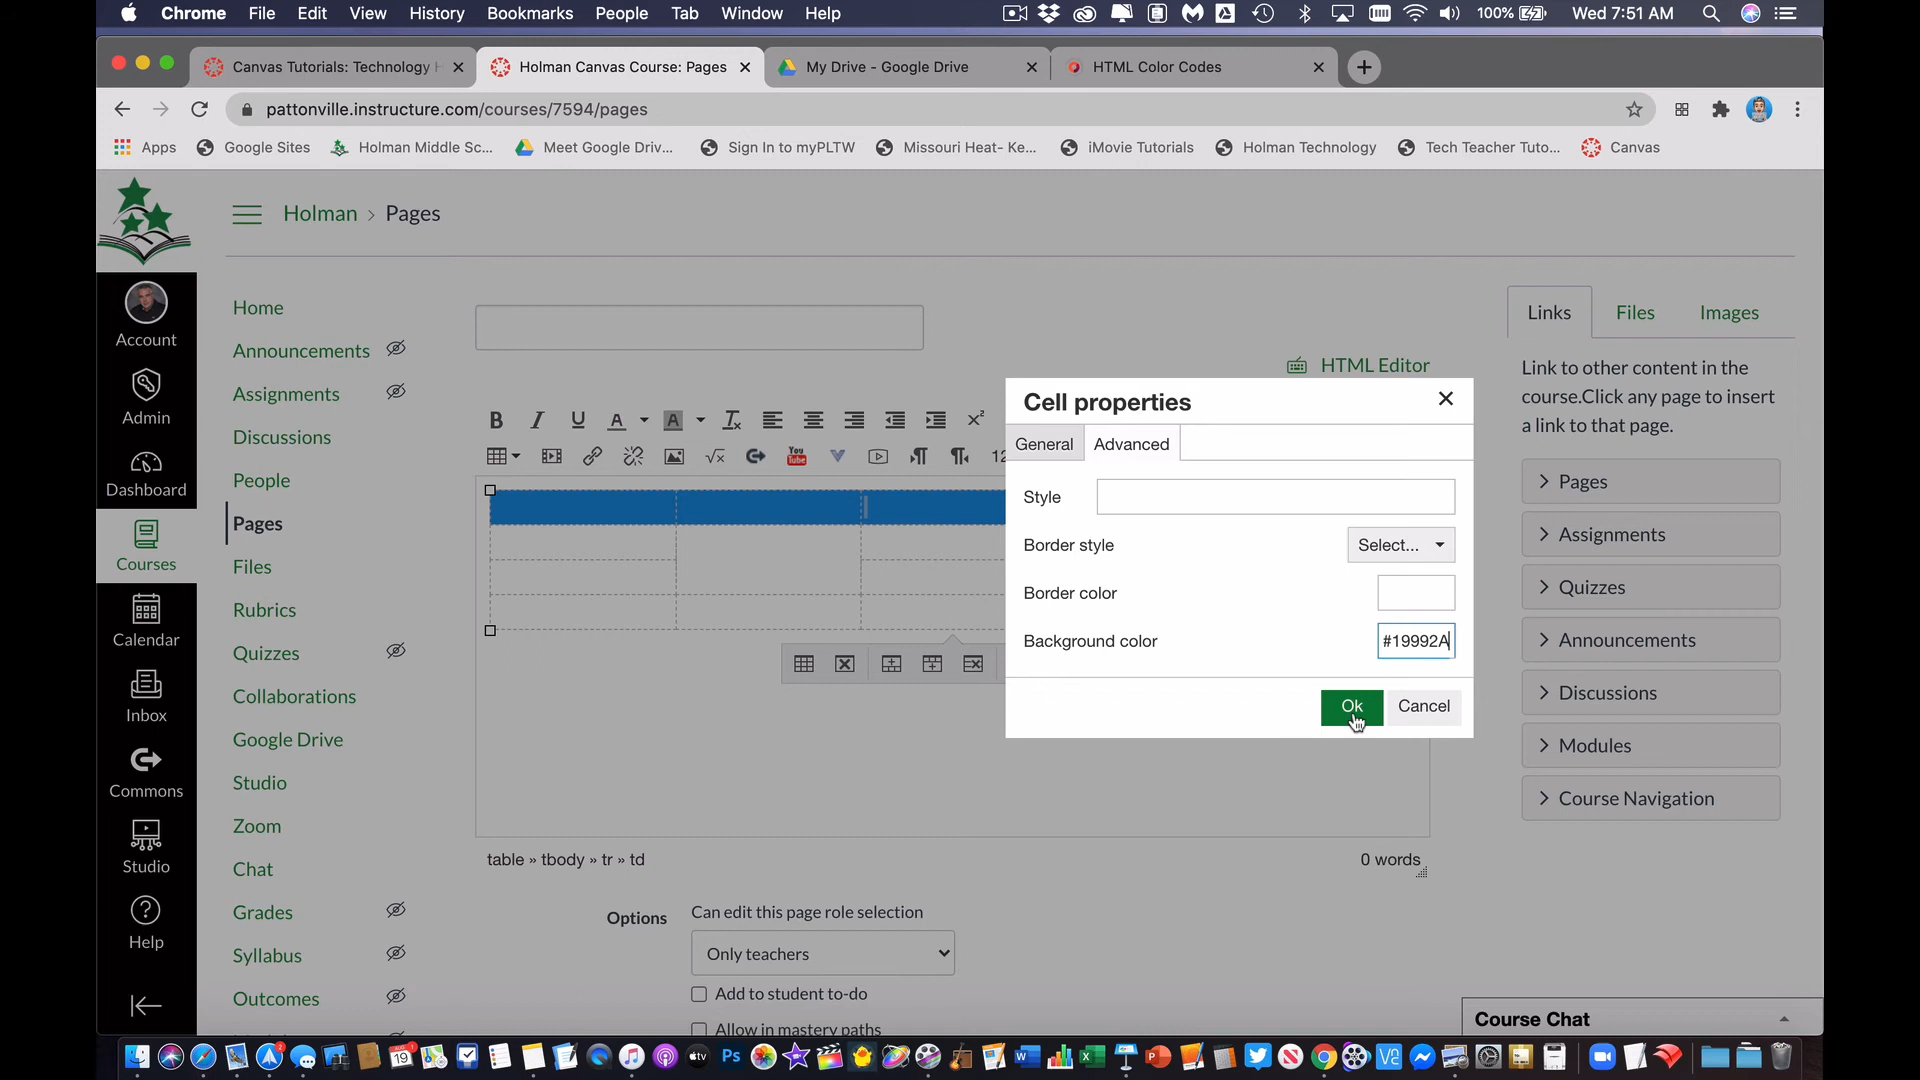 Chrome File Edit View History Bookmarks People Tab Window Help 100% Wed 7:51 AM
Canvas Tutorials: Technology H Holman Canvas Course: Pages My Drive - Google Drive HTML Color Codes
pattonville.instructure.com/courses/7594/pages
Apps Google Sites Holman Middle Sc... Meet Google Driv... Sign In to myPLTW Missouri Heat- Ke... iMovie Tutorials Holman Technology Tech Teacher Tuto... Canvas
Holman › Pages
Account
Admin
Dashboard
Courses
Calendar
Inbox
Commons
Studio
Help
Home
Announcements
Assignments
Discussions
People
Pages
Files
Rubrics
Quizzes
Collaborations
Google Drive
Studio
Zoom
Chat
Grades
Syllabus
Outcomes
HTML Editor
Cell properties
General Advanced
Style
Border style Select...
Border color
Background color #19992A
Ok Cancel
table » tbody » tr » td 0 words
Options Can edit this page role selection
Only teachers
Add to student to-do
Allow in mastery paths
Links Files Images
Link to other content in the
course.Click any page to insert
a link to that page.
Pages
Assignments
Quizzes
Announcements
Discussions
Modules
Course Navigation
Course Chat